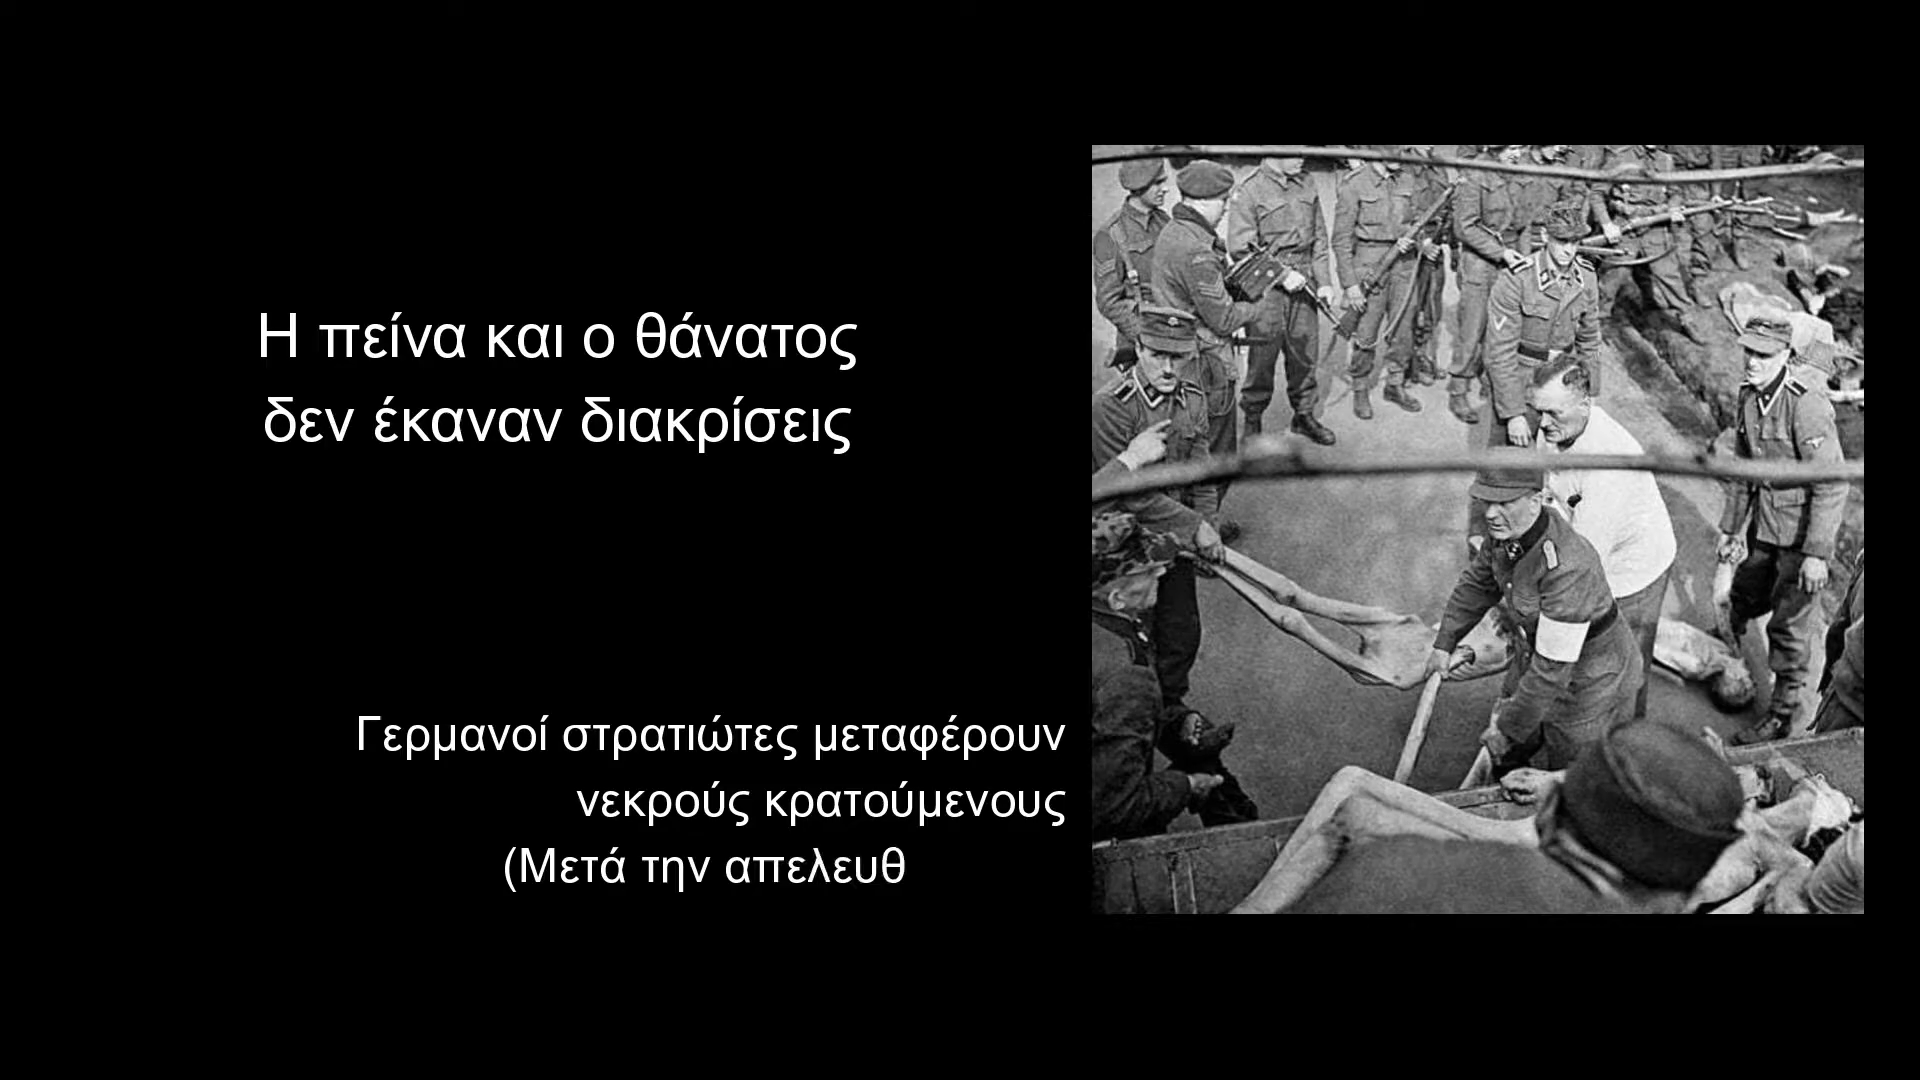 Η πείνα και ο θάνατος
δεν έκαναν διακρίσεις
Γερμανοί στρατιώτες μεταφέρουν
νεκρούς κρατούμενους
(Μετά την απελευθ